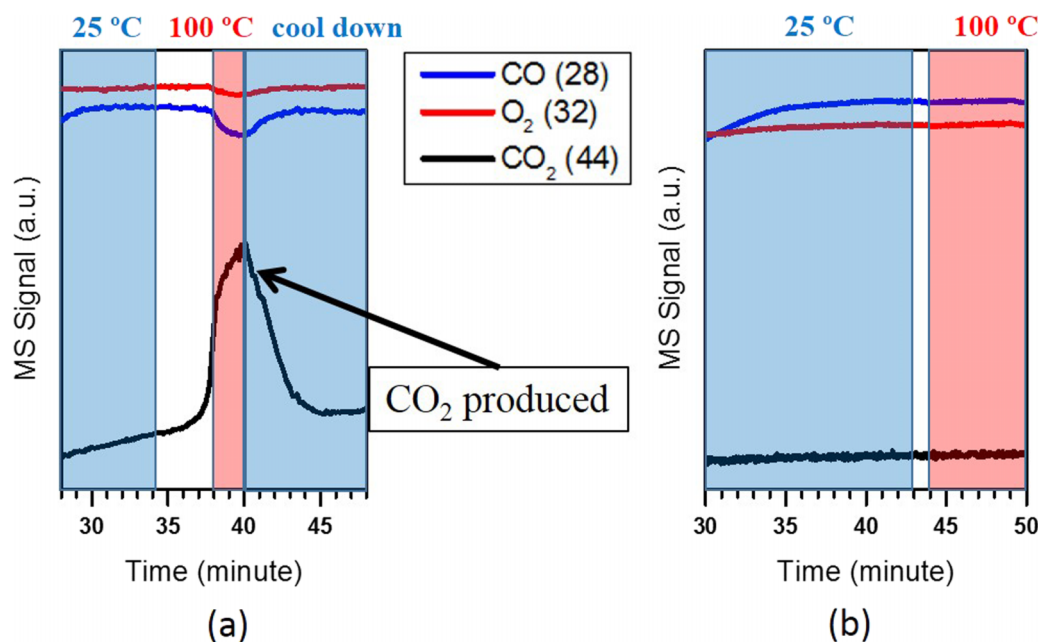 25 ºC 100 ºC cool down
CO (28)
O₂ (32)
CO₂ (44)
MS Signal (a.u.)
CO₂ produced
30 35 40 45
Time (minute)
(a)
25 ºC 100 ºC
MS Signal (a.u.)
30 35 40 45 50
Time (minute)
(b)